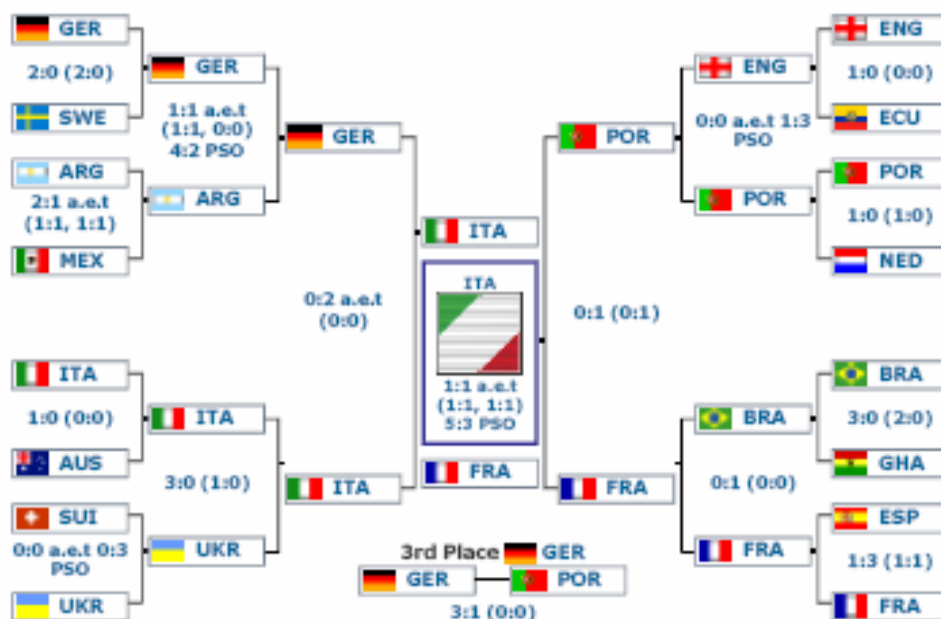 GER
2:0 (2:0)
SWE
GER
1:1 a.e.t
(1:1, 0:0)
4:2 PSO
ARG
2:1 a.e.t
(1:1, 1:1)
MEX
ARG
GER
0:2 a.e.t
(0:0)
ITA
1:0 (0:0)
AUS
ITA
3:0 (1:0)
SUI
0:0 a.e.t 0:3
PSO
UKR
UKR
ITA
ITA
ITA
1:1 a.e.t
(1:1, 1:1)
5:3 PSO
FRA
3rd Place GER
GER
POR
3:1 (0:0)
POR
0:1 (0:1)
FRA
ENG
0:0 a.e.t 1:3
PSO
POR
BRA
0:1 (0:0)
FRA
ENG
1:0 (0:0)
ECU
POR
1:0 (1:0)
NED
BRA
3:0 (2:0)
GHA
ESP
1:3 (1:1)
FRA